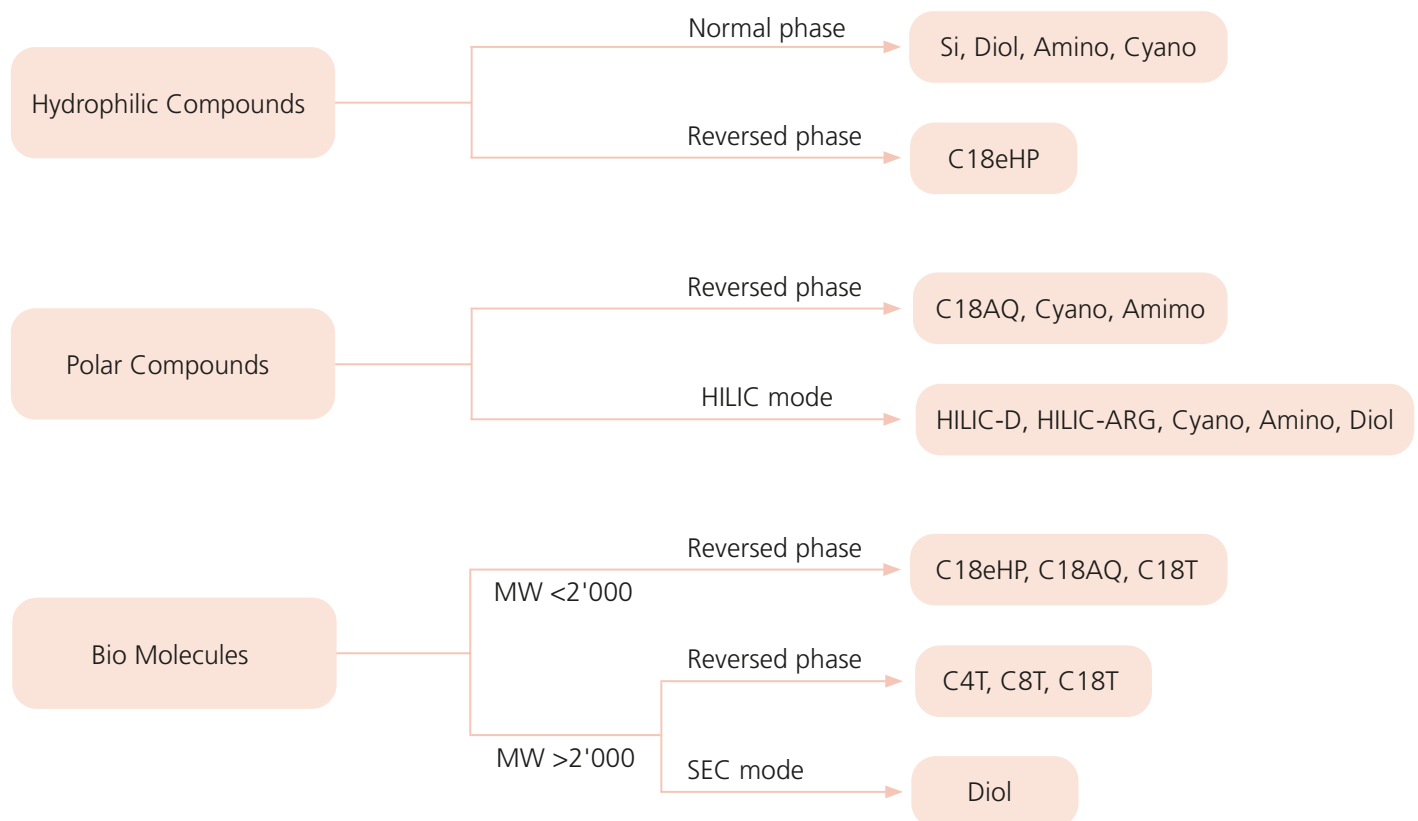 Normal phase
Si, Diol, Amino, Cyano
Hydrophilic Compounds
Reversed phase
C18eHP
Reversed phase
C18AQ, Cyano, Amimo
Polar Compounds
HILIC mode
HILIC-D, HILIC-ARG, Cyano, Amino, Diol
Reversed phase
C18eHP, C18AQ, C18T
MW <2'000
Bio Molecules
Reversed phase
C4T, C8T, C18T
MW >2'000
SEC mode
Diol